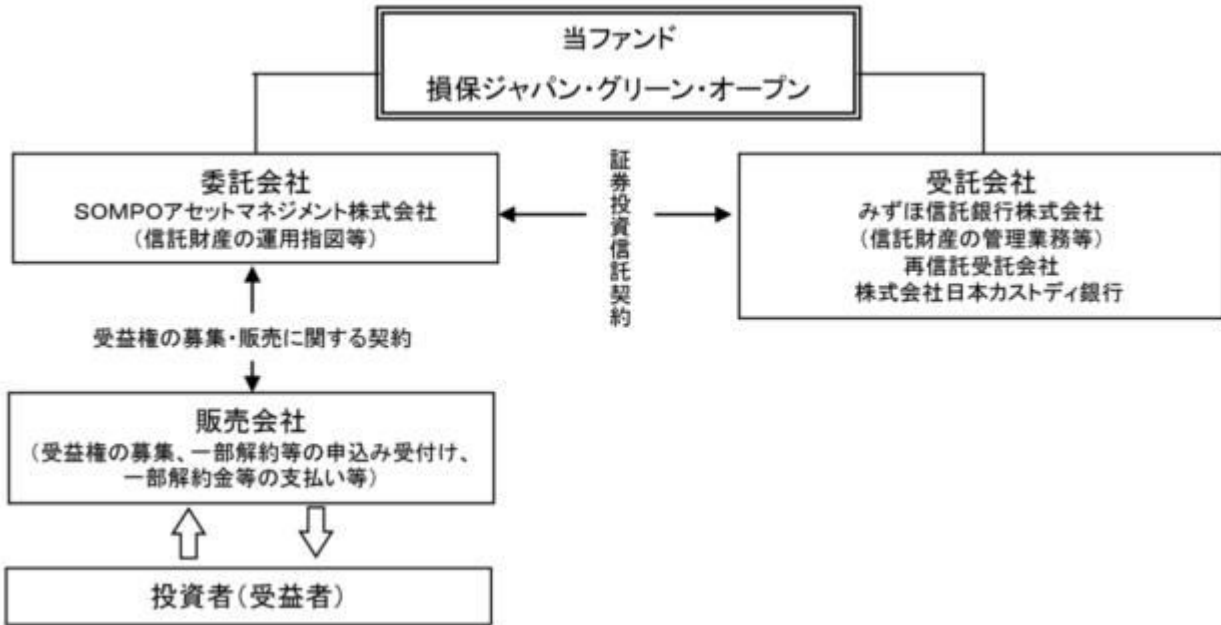 当ファンド
損保ジャパン・グリーン・オープン
委託会社
SOMPOアセットマネジメント株式会社
（信託財産の運用指図等）
証券投資信託契約
受託会社
みずほ信託銀行株式会社
（信託財産の管理業務等）
再信託受託会社
株式会社日本カストディ銀行
受益権の募集・販売に関する契約
販売会社
（受益権の募集、一部解約等の申込み受付け、
一部解約金等の支払い等）
投資者（受益者）